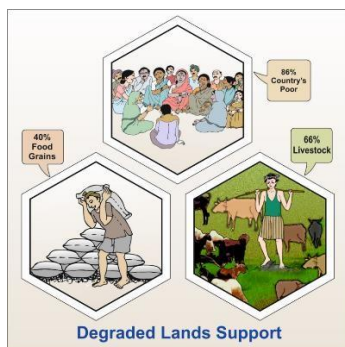 86%
Country's
Poor
40%
Food
Grains
66%
Livestock
Degraded Lands Support